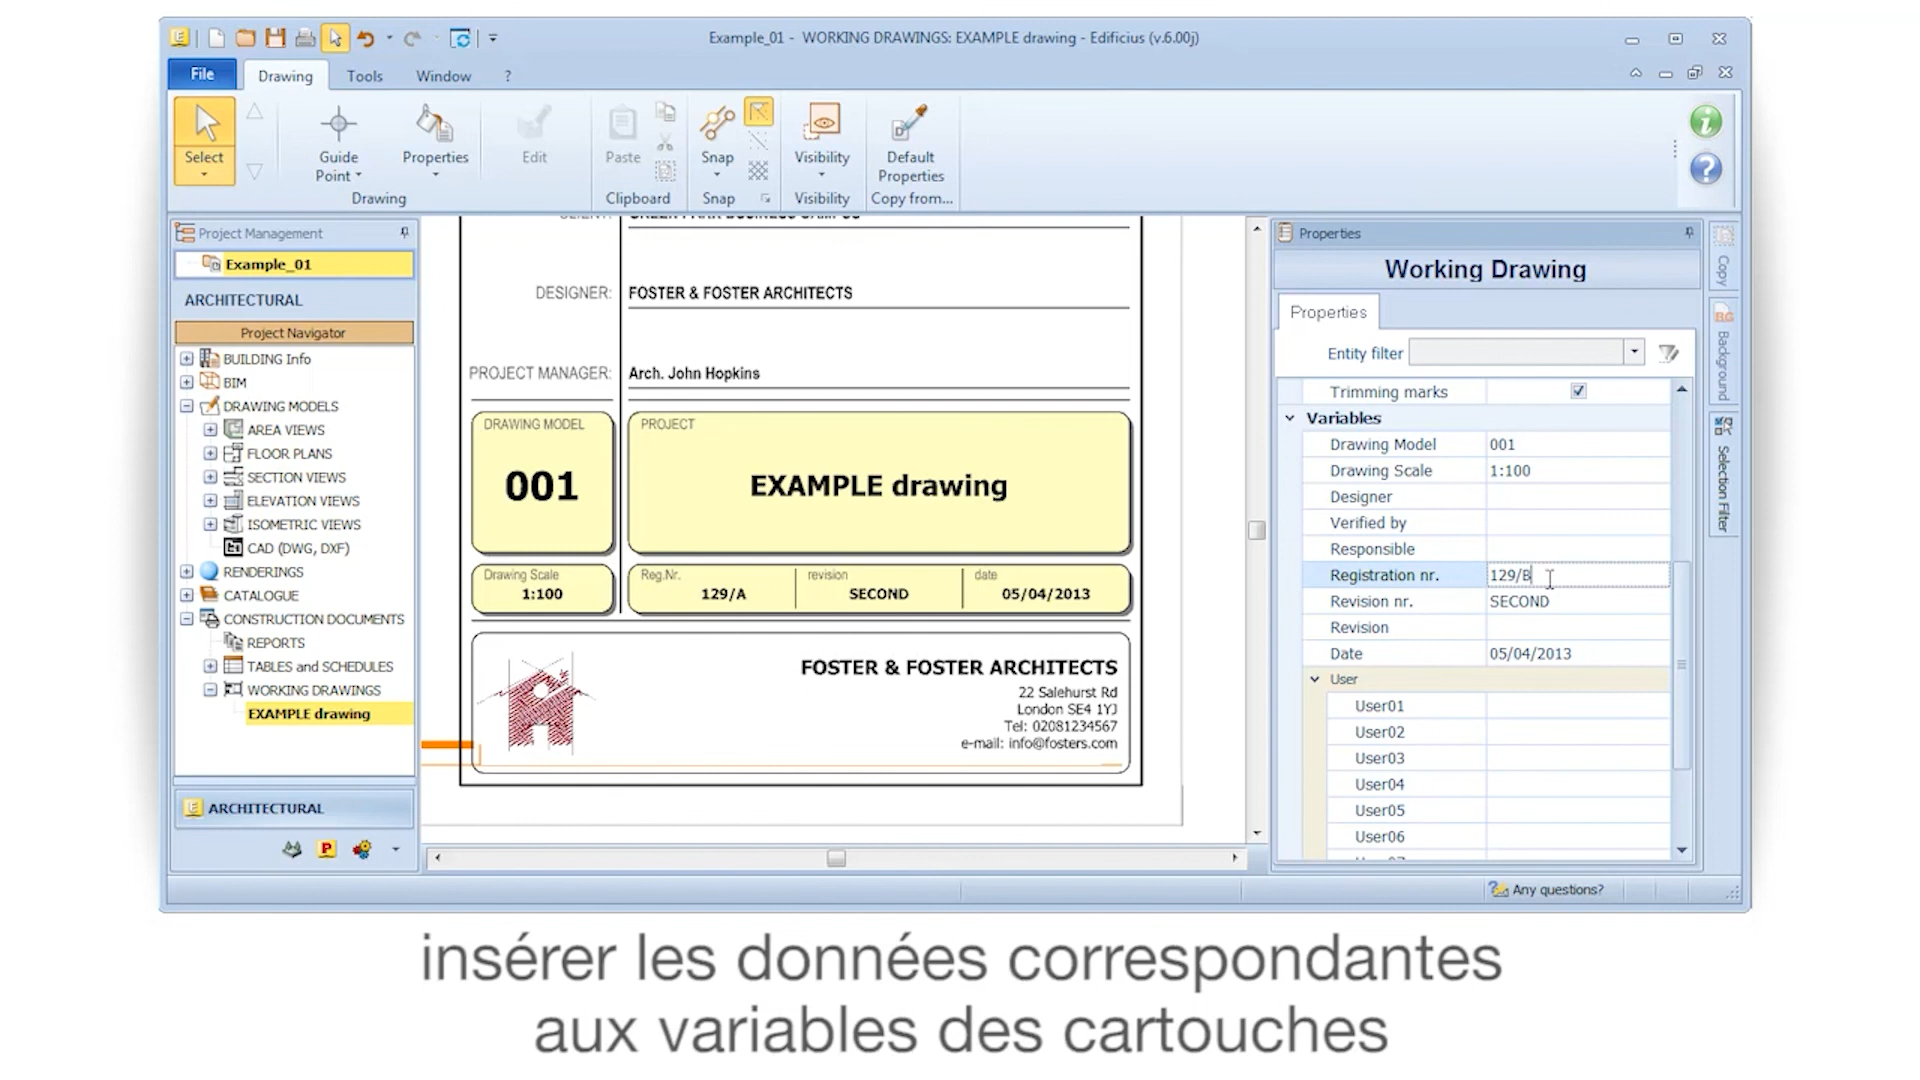 Example_01 - WORKING DRAWINGS: EXAMPLE drawing - Edificius (v.6.00j)
File
Drawing
Tools
Window
?
Select
Guide
Point
Properties
Edit
Paste
Snap
Visibility
Default
Properties
Drawing
Clipboard
Snap
Visibility
Copy from...
Project Management
Example_01
ARCHITECTURAL
Project Navigator
BUILDING Info
BIM
DRAWING MODELS
AREA VIEWS
FLOOR PLANS
SECTION VIEWS
ELEVATION VIEWS
ISOMETRIC VIEWS
CAD (DWG, DXF)
RENDERINGS
CATALOGUE
CONSTRUCTION DOCUMENTS
REPORTS
TABLES and SCHEDULES
WORKING DRAWINGS
EXAMPLE drawing
ARCHITECTURAL
DESIGNER:
FOSTER & FOSTER ARCHITECTS
PROJECT MANAGER:
Arch. John Hopkins
DRAWING MODEL
001
PROJECT
EXAMPLE drawing
Drawing Scale
1:100
Reg.Nr.
129/A
revision
SECOND
date
05/04/2013
FOSTER & FOSTER ARCHITECTS
22 Salehurst Rd
London SE4 1YJ
Tel: 02081234567
e-mail: info@fosters.com
Properties
Working Drawing
Properties
Entity filter
Trimming marks
Variables
Drawing Model 001
Drawing Scale 1:100
Designer
Verified by
Responsible
Registration nr. 129/B
Revision nr. SECOND
Revision
Date 05/04/2013
User
User01
User02
User03
User04
User05
User06
Copy
Background
Selection Filter
Any questions?
insérer les données correspondantes
aux variables des cartouches